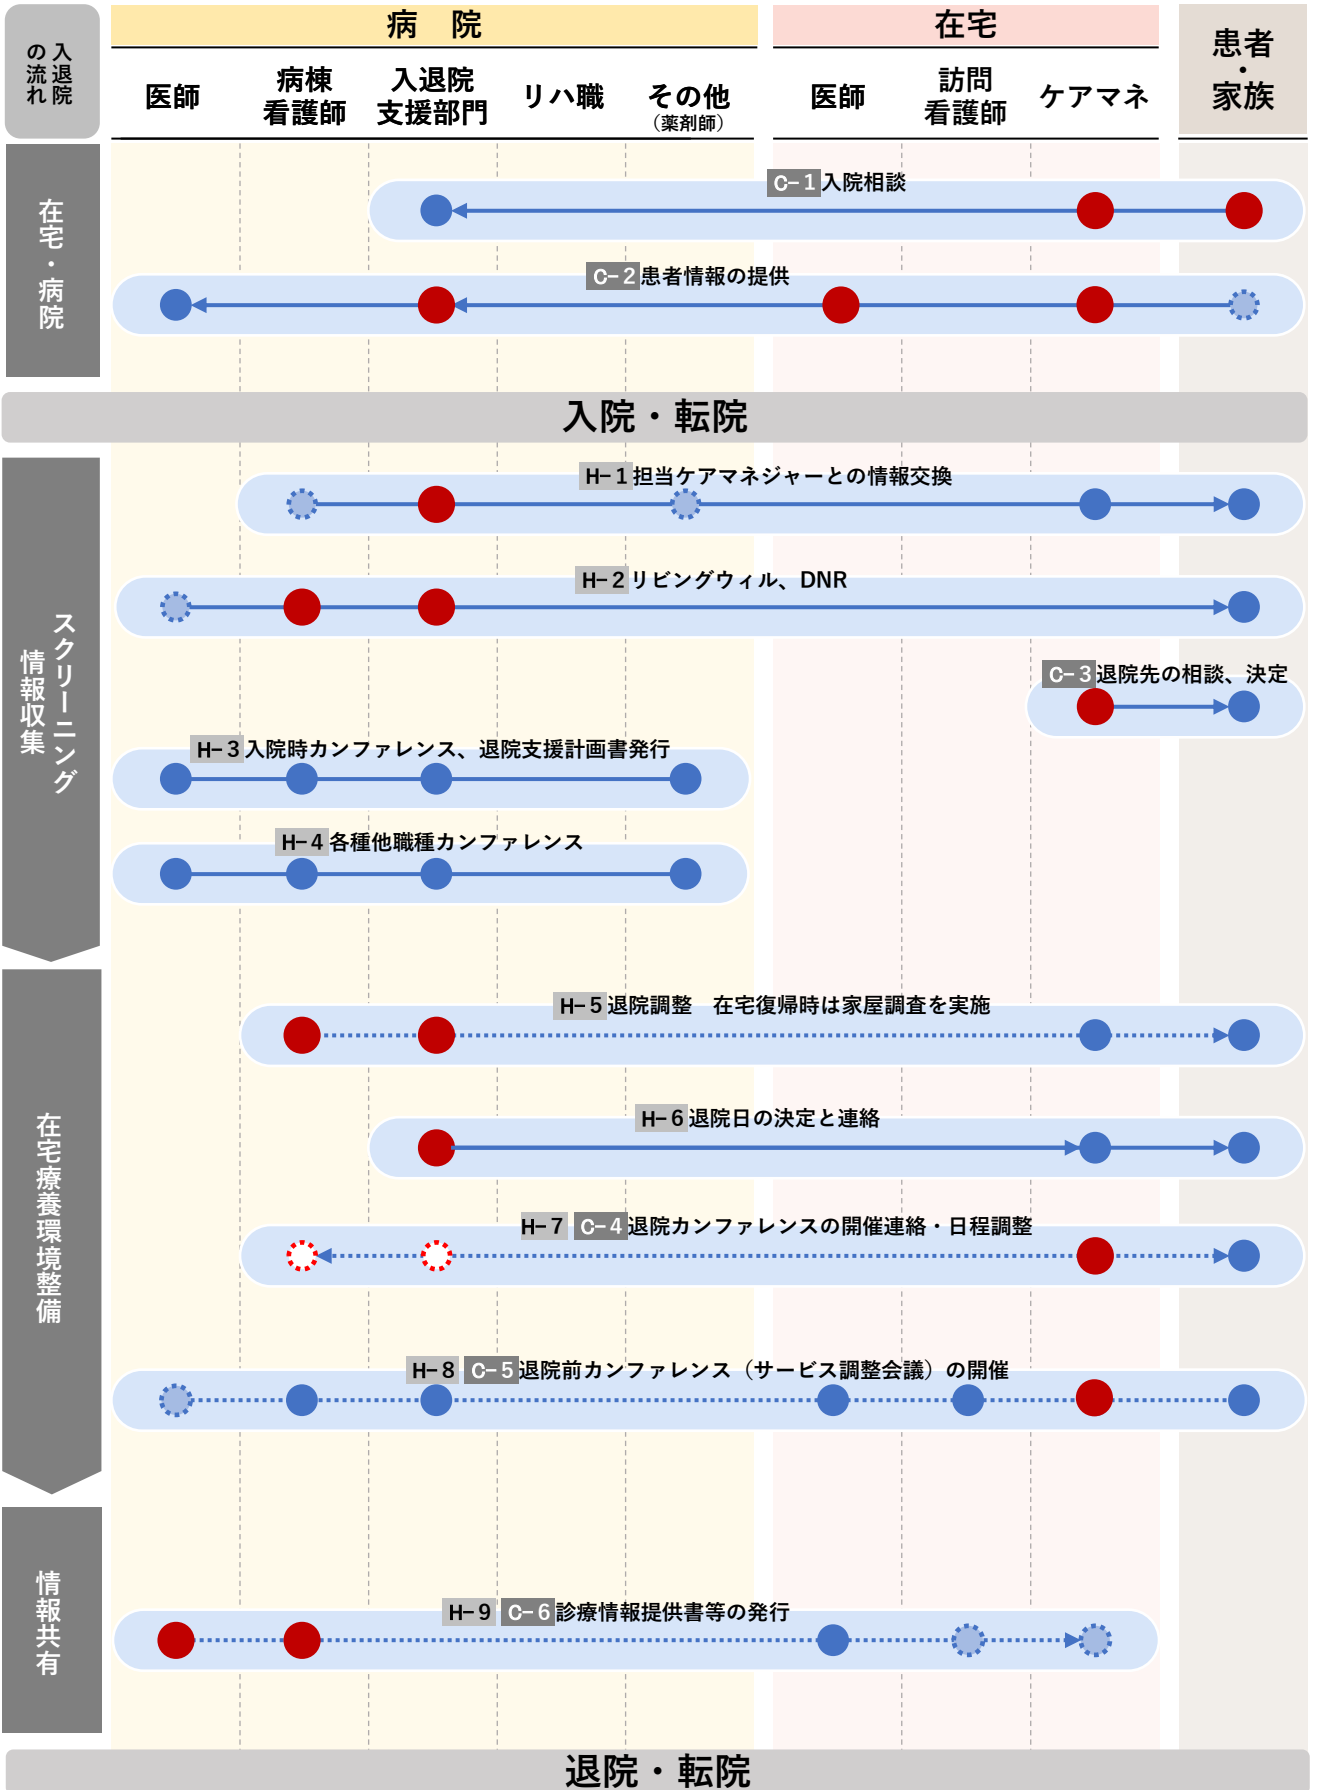 入退院
の流れ
病　院
在宅
患者
・
家族
医師
病棟
看護師
入退院
支援部門
リハ職
その他
（薬剤師）
医師
訪問
看護師
ケアマネ
在宅・病院
C-1 入院相談
C-2 患者情報の提供
入院・転院
スクリーニング
情報収集
H-1 担当ケアマネジャーとの情報交換
H-2 リビングウィル、DNR
C-3 退院先の相談、決定
H-3 入院時カンファレンス、退院支援計画書発行
H-4 各種他職種カンファレンス
在宅療養環境整備
H-5 退院調整　在宅復帰時は家屋調査を実施
H-6 退院日の決定と連絡
H-7 C-4 退院カンファレンスの開催連絡・日程調整
H-8 C-5 退院前カンファレンス（サービス調整会議）の開催
情報共有
H-9 C-6 診療情報提供書等の発行
退院・転院